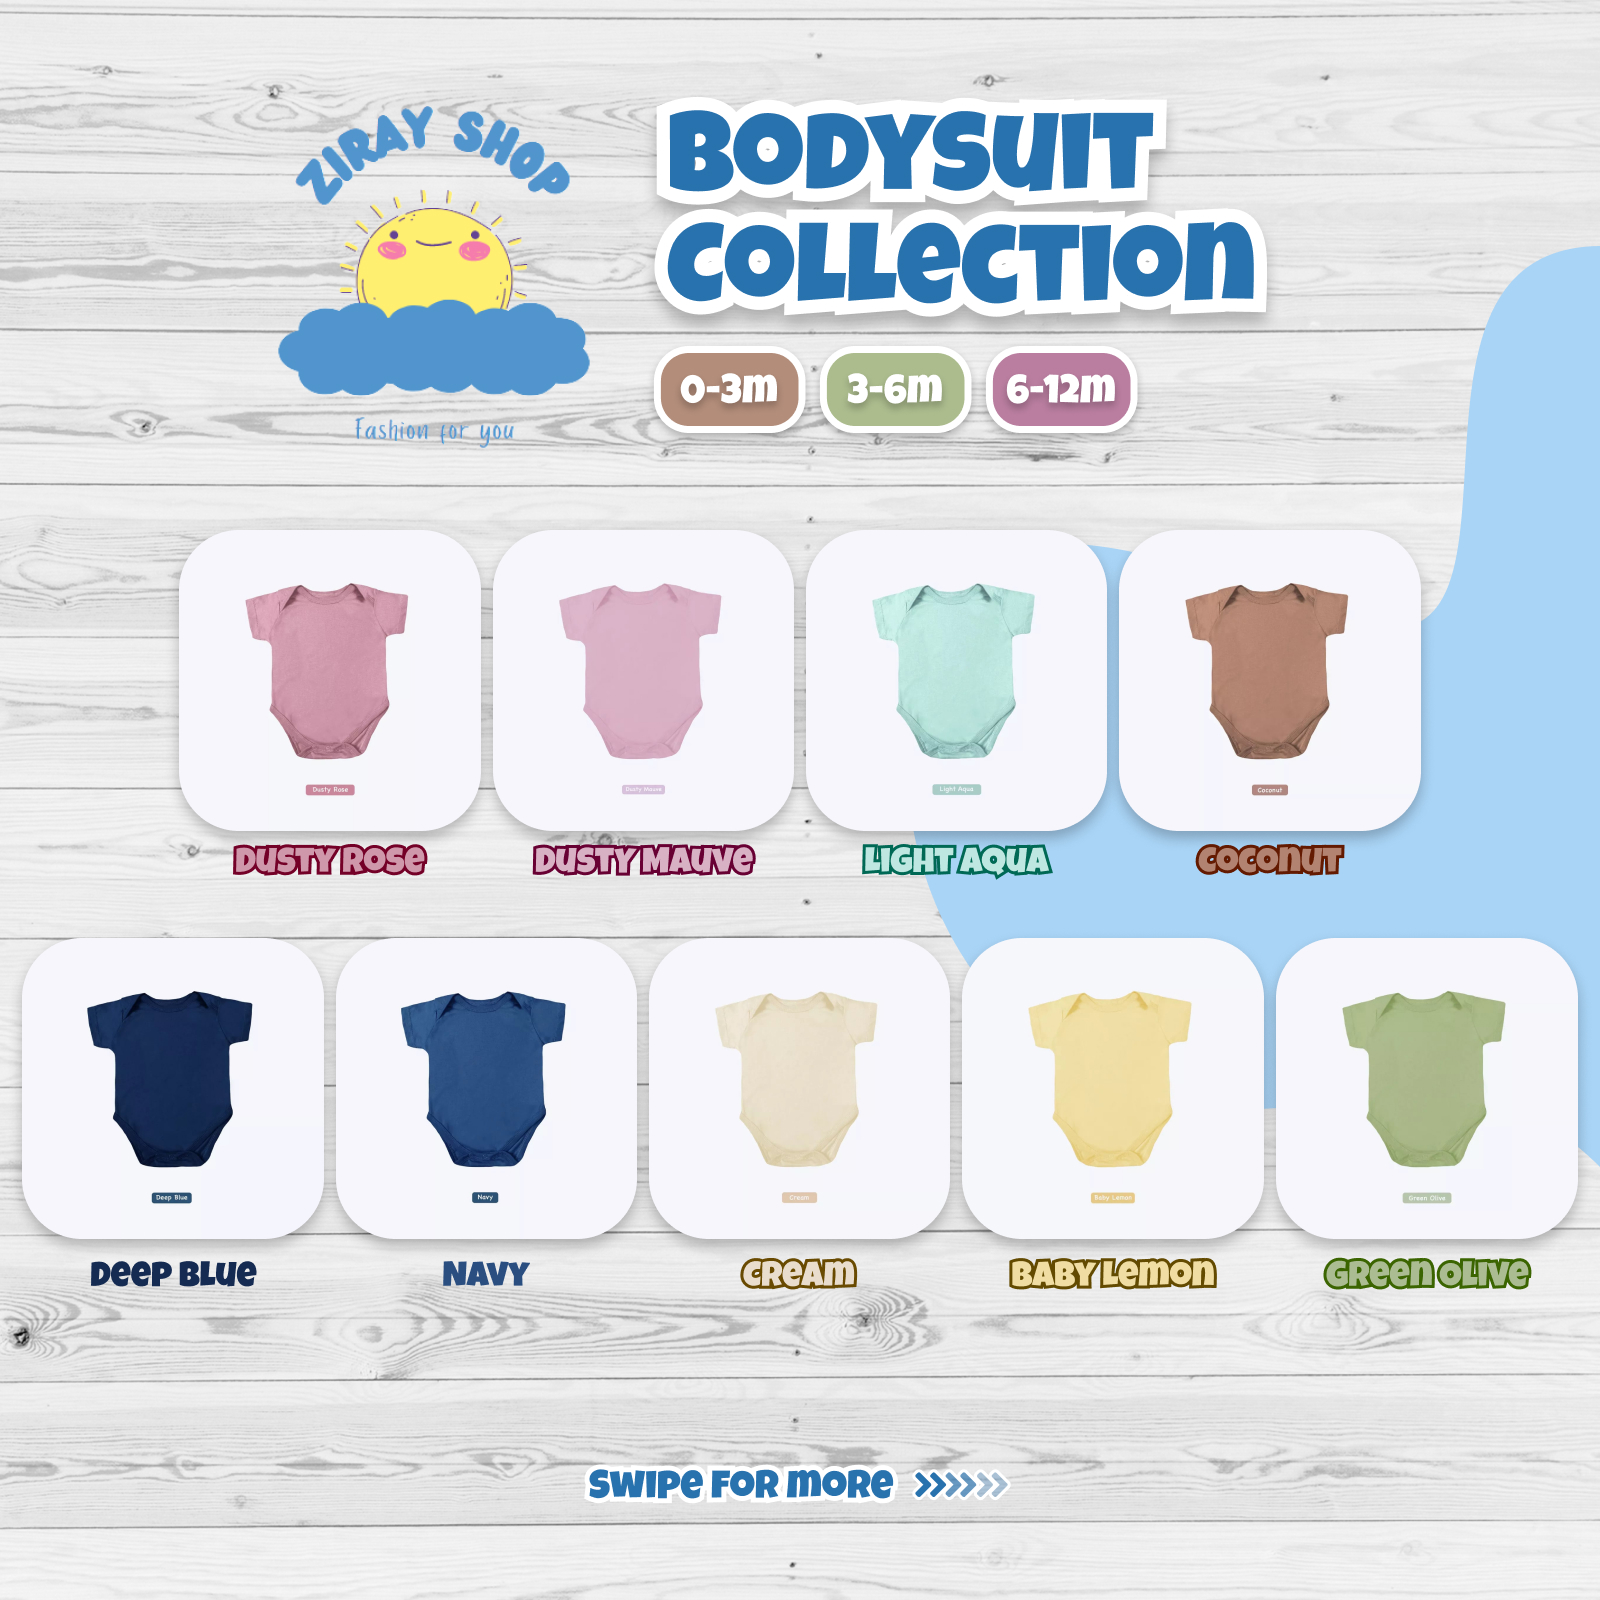 ZIRAY SHOP
Fashion for you
BODYSUIT
COLLECTION
0-3m
3-6m
6-12m
Dusty Rose
Dusty Mauve
Light Aqua
Coconut
DUSTY ROSE
DUSTY MAUVE
LIGHT AQUA
COCONUT
Deep Blue
Navy
Cream
Baby Lemon
Green Olive
DEEP BLUE
NAVY
CREAM
BABY LEMON
GREEN OLIVE
SWIPE FOR MORE